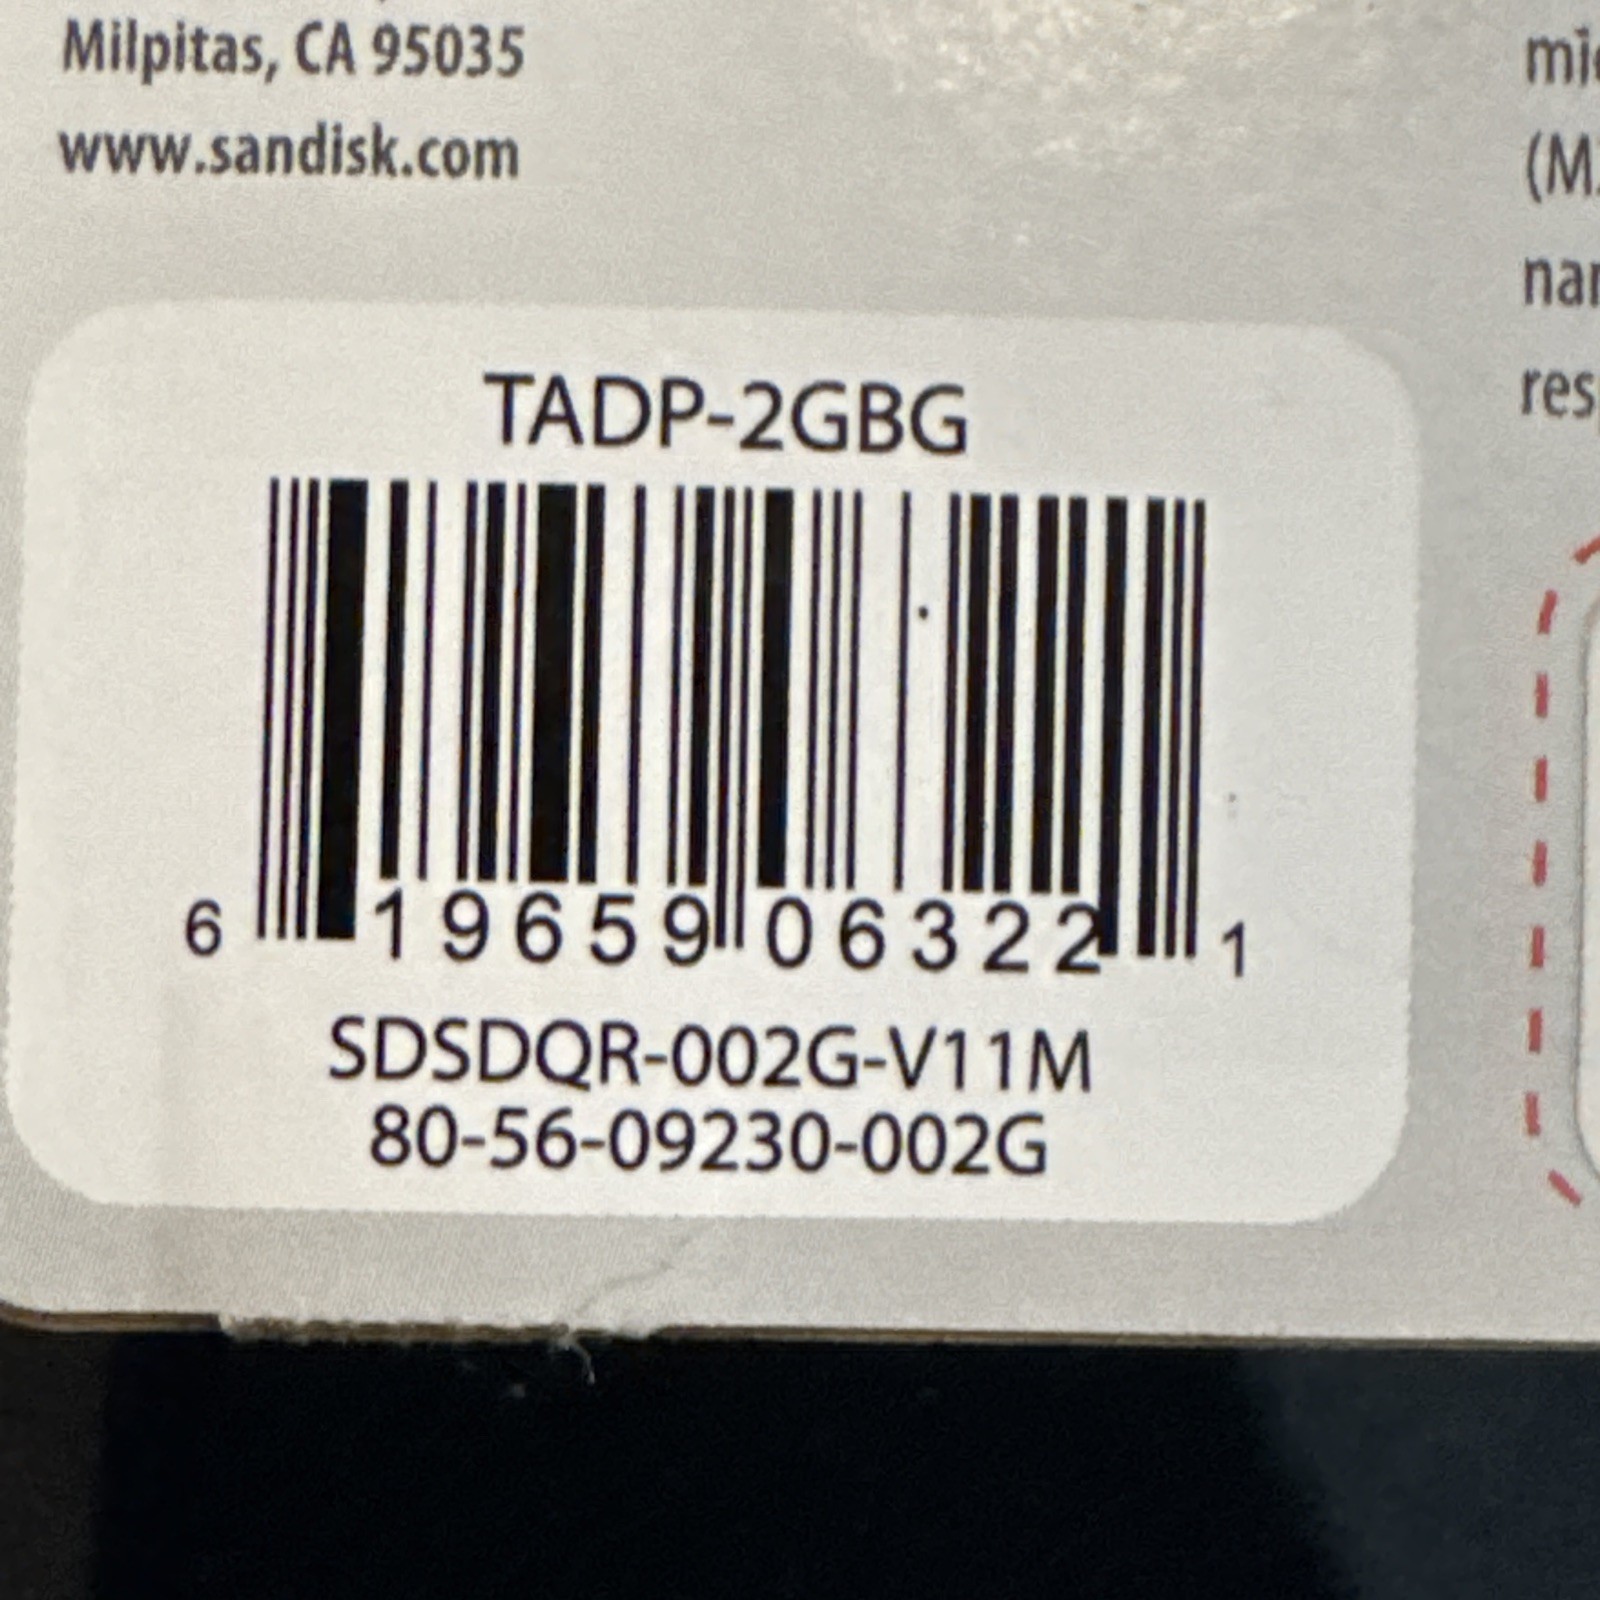 Milpitas, CA 95035
www.sandisk.com
TADP-2GBG
6 19659 06322 1
SDSDQR-002G-V11M
80-56-09230-002G